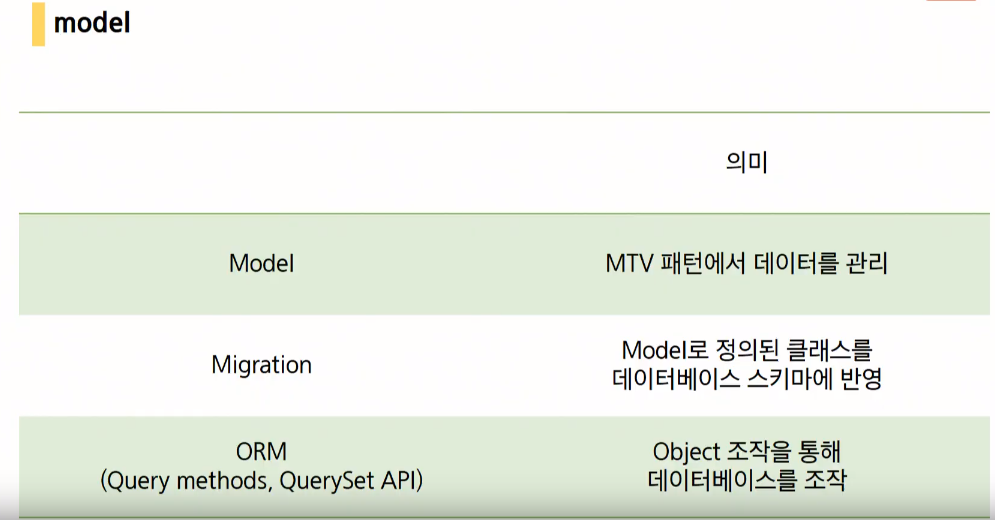 model
의미
Model
MTV 패턴에서 데이터를 관리
Migration
Model로 정의된 클래스를
데이터베이스 스키마에 반영
ORM
(Query methods, QuerySet API)
Object 조작을 통해
데이터베이스를 조작